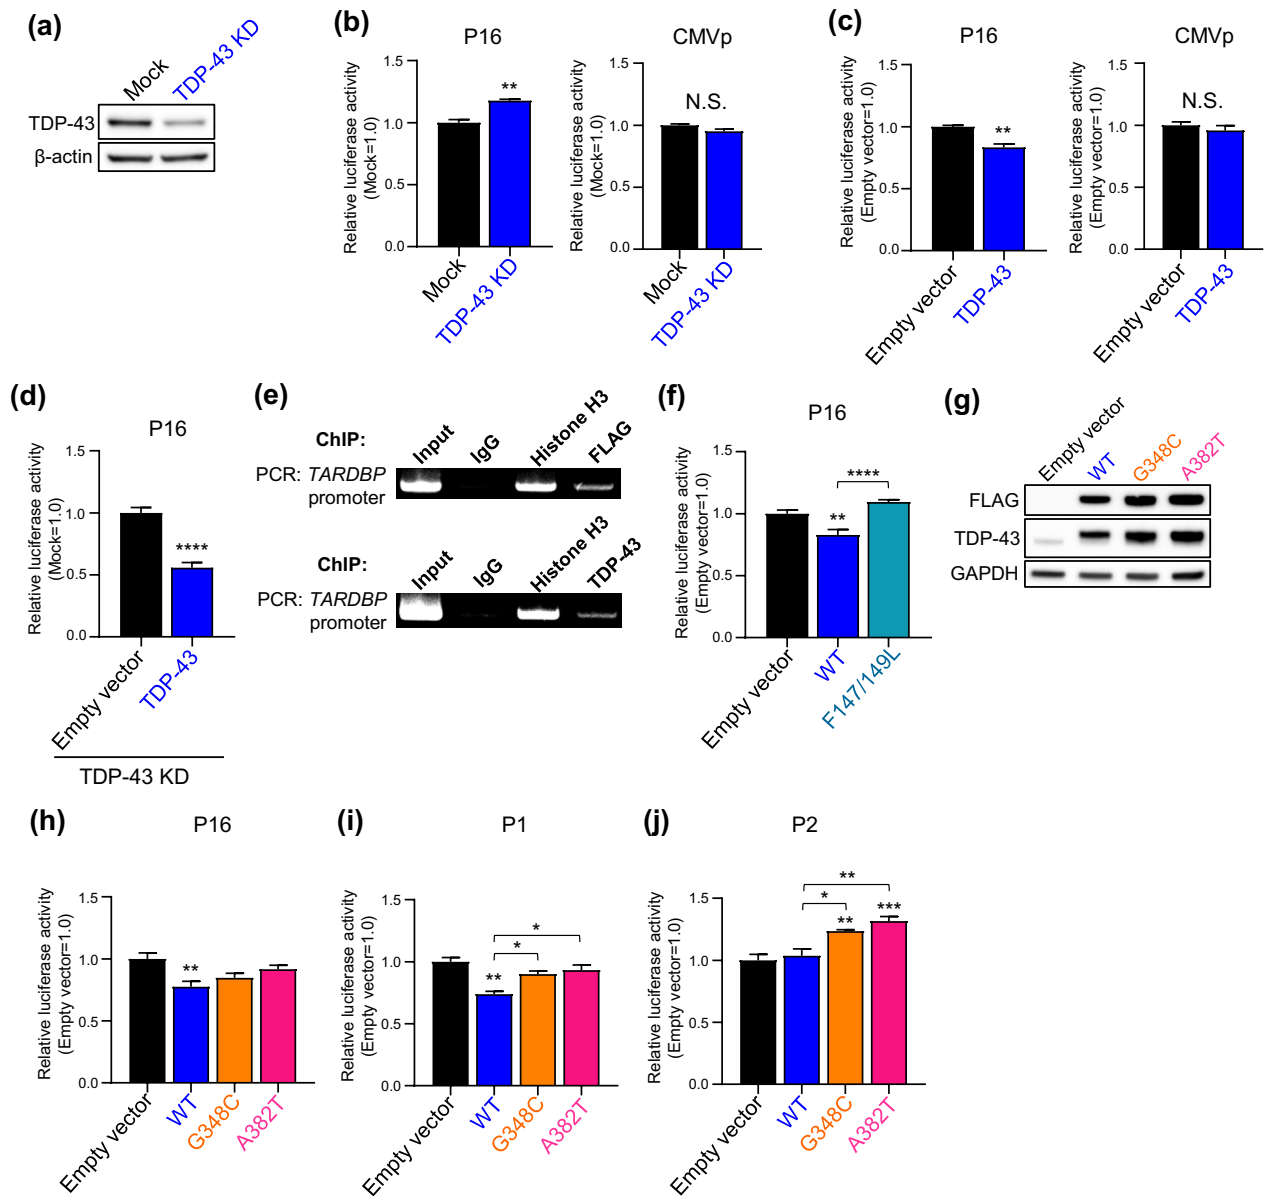 (a)
Mock
TDP-43 KD
TDP-43
β-actin
(b)
P16
Relative luciferase activity
(Mock=1.0)
1.5
1.0
0.5
0.0
**
Mock
TDP-43 KD
CMVp
Relative luciferase activity
(Mock=1.0)
1.5
1.0
0.5
0.0
N.S.
Mock
TDP-43 KD
(c)
P16
Relative luciferase activity
(Empty vector=1.0)
1.5
1.0
0.5
0.0
**
Empty vector
TDP-43
CMVp
Relative luciferase activity
(Empty vector=1.0)
1.5
1.0
0.5
0.0
N.S.
Empty vector
TDP-43
(d)
P16
Relative luciferase activity
(Mock=1.0)
1.5
1.0
0.5
0.0
****
Empty vector
TDP-43
TDP-43 KD
(e)
ChIP:
Input
IgG
Histone H3
FLAG
PCR: TARDBP
promoter
ChIP:
Input
IgG
Histone H3
TDP-43
PCR: TARDBP
promoter
(f)
P16
Relative luciferase activity
(Empty vector=1.0)
1.5
1.0
0.5
0.0
****
**
Empty vector
WT
F147/149L
(g)
Empty vector
WT
G348C
A382T
FLAG
TDP-43
GAPDH
(h)
P16
Relative luciferase activity
(Empty vector=1.0)
1.5
1.0
0.5
0.0
**
Empty vector
WT
G348C
A382T
(i)
P1
Relative luciferase activity
(Empty vector=1.0)
1.5
1.0
0.5
0.0
*
*
**
Empty vector
WT
G348C
A382T
(j)
P2
Relative luciferase activity
(Empty vector=1.0)
1.5
1.0
0.5
0.0
**
*
**
***
Empty vector
WT
G348C
A382T